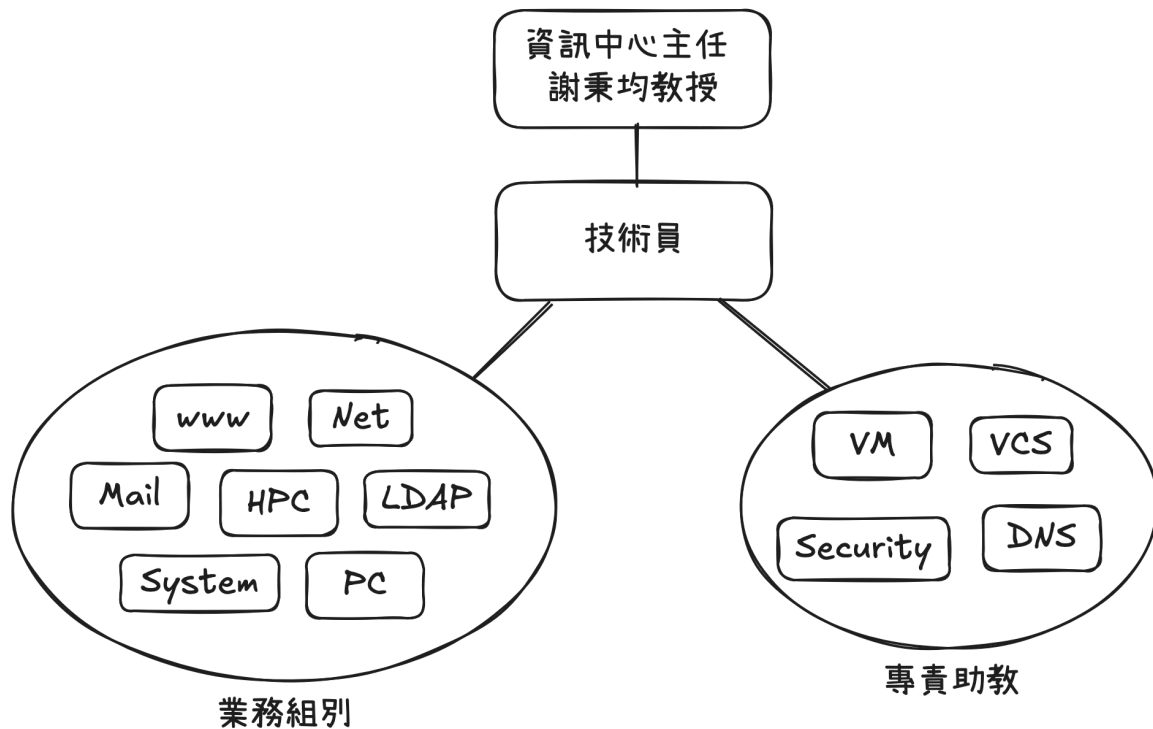 資訊中心主任
謝秉均教授
技術員
www
Net
Mail
HPC
LDAP
System
PC
業務組別
VM
VCS
Security
DNS
專責助教